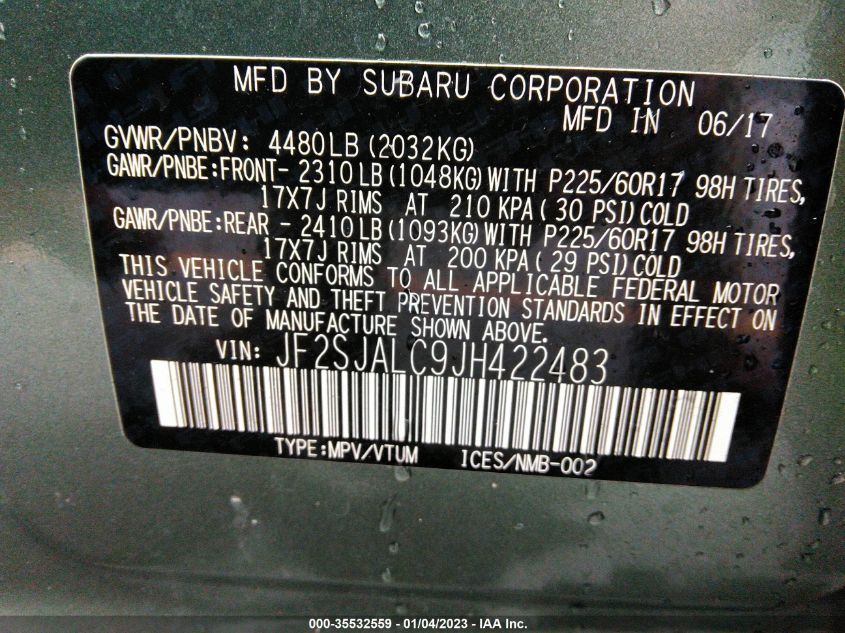 MFD BY SUBARU CORPORATION
MFD IN 06/17
GVWR/PNBV: 4480LB (2032KG)
GAWR/PNBE:FRONT- 2310 LB (1048KG) WITH P225/60R17 98H TIRES,
17X7J RIMS AT 210 KPA ( 30 PSI) COLD
GAWR/PNBE:REAR - 2410 LB (1093KG) WITH P225/60R17 98H TIRES,
17X7J RIMS AT 200 KPA ( 29 PSI) COLD
THIS VEHICLE CONFORMS TO ALL APPLICABLE FEDERAL MOTOR
VEHICLE SAFETY AND THEFT PREVENTION STANDARDS IN EFFECT ON
THE DATE OF MANUFACTURE SHOWN ABOVE.
VIN: JF2SJALC9JH422483
TYPE:MPV/VTUM ICES/NMB-002
000-35532559 - 01/04/2023 - IAA Inc.